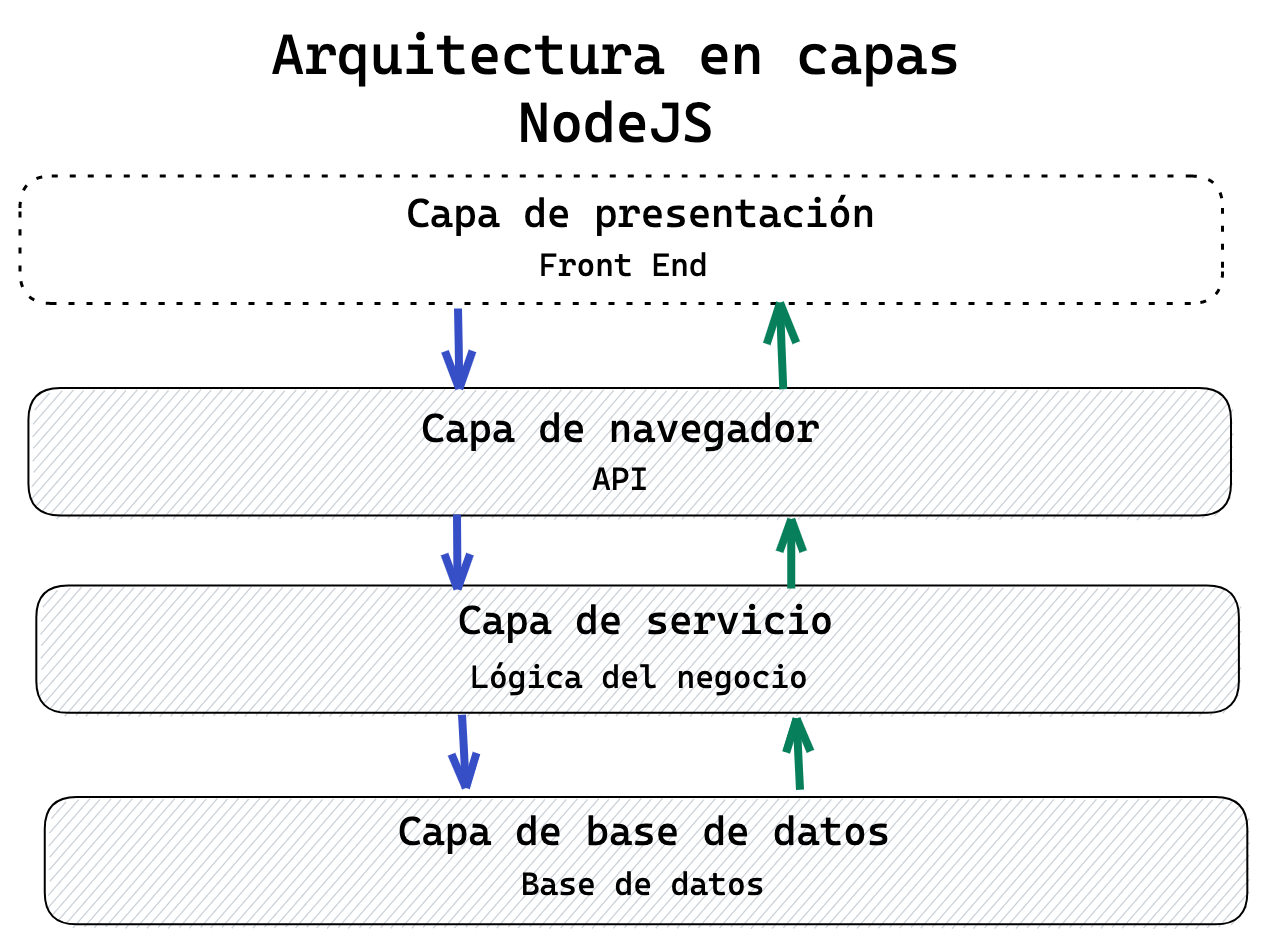 Arquitectura en capas
NodeJS
Capa de presentación
Front End
Capa de navegador
API
Capa de servicio
Lógica del negocio
Capa de base de datos
Base de datos